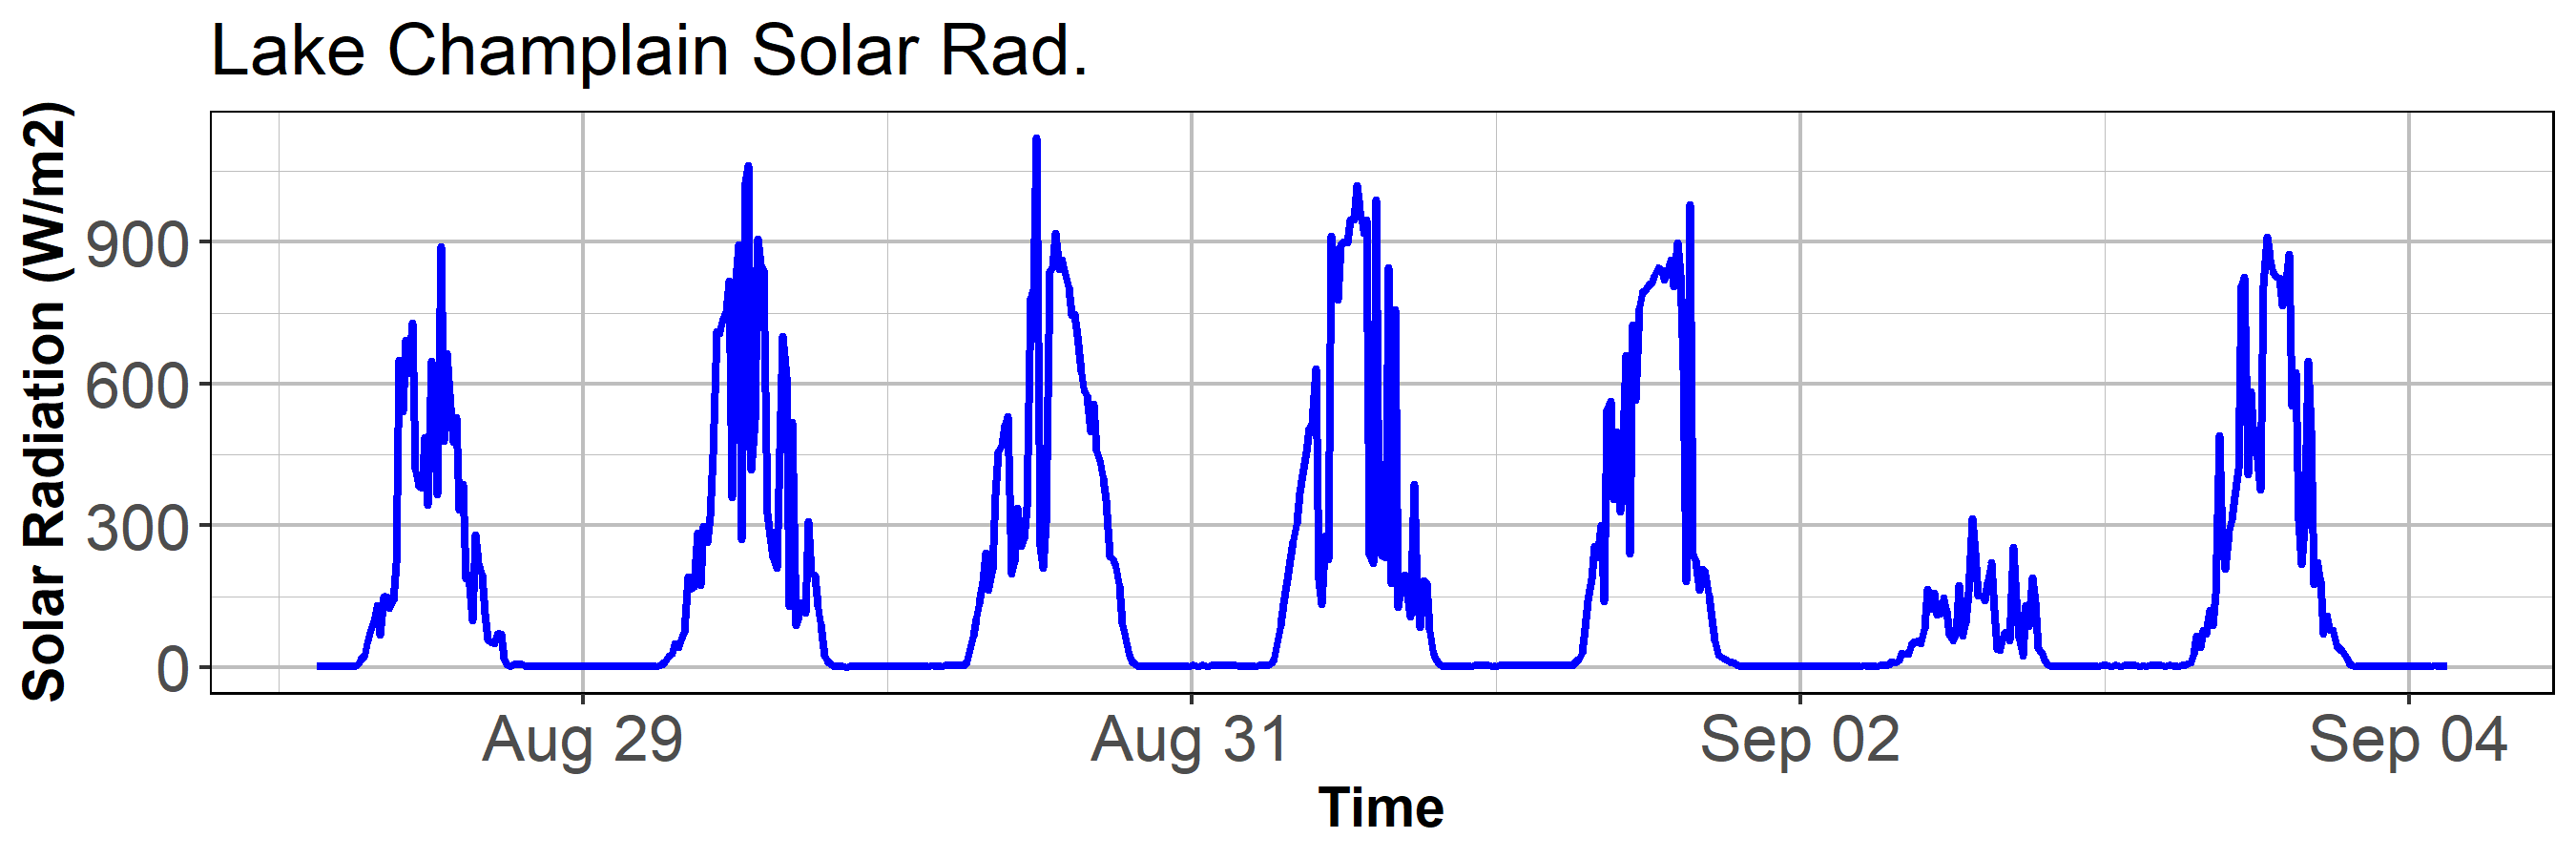 Lake Champlain Solar Rad.
Solar Radiation (W/m2)
900
600
300
0
Aug 29 Aug 31 Sep 02 Sep 04
Time